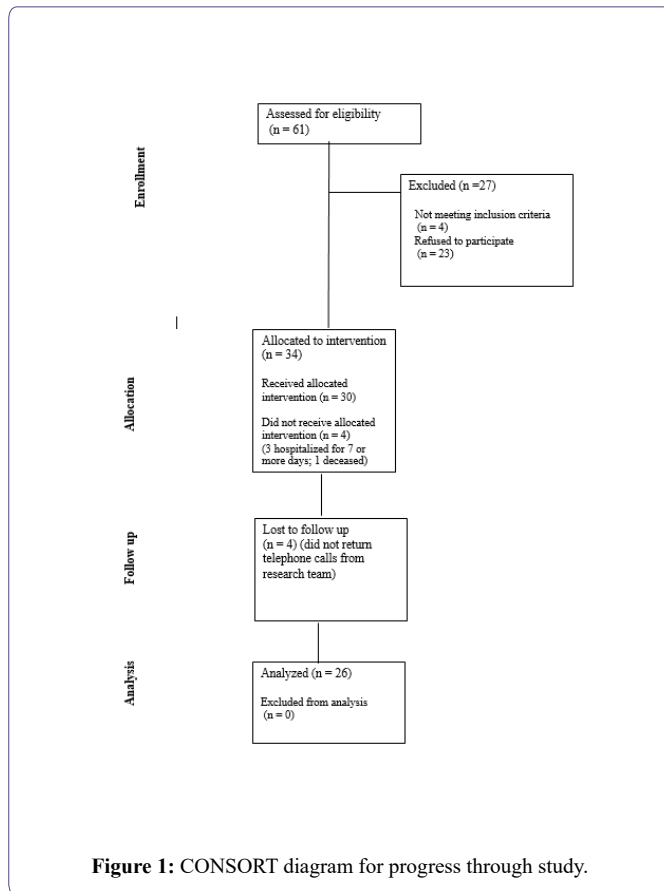 Assessed for eligibility
(n = 61)
Enrollment
Excluded (n =27)
Not meeting inclusion criteria
(n = 4)
Refused to participate
(n = 23)
Allocated to intervention
(n = 34)
Received allocated
intervention (n = 30)
Did not receive allocated
intervention (n = 4)
(3 hospitalized for 7 or
more days; 1 deceased)
Allocation
Lost to follow up
(n = 4) (did not return
telephone calls from
research team)
Follow up
Analyzed (n = 26)
Excluded from analysis
(n = 0)
Analysis
Figure 1: CONSORT diagram for progress through study.